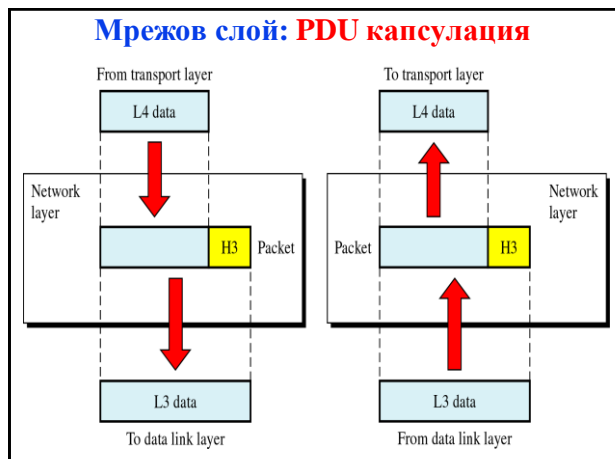 Мрежов слой: PDU капсулация
From transport layer
L4 data
Network
layer
H3
Packet
L3 data
To data link layer
To transport layer
L4 data
Network
layer
Packet
H3
L3 data
From data link layer